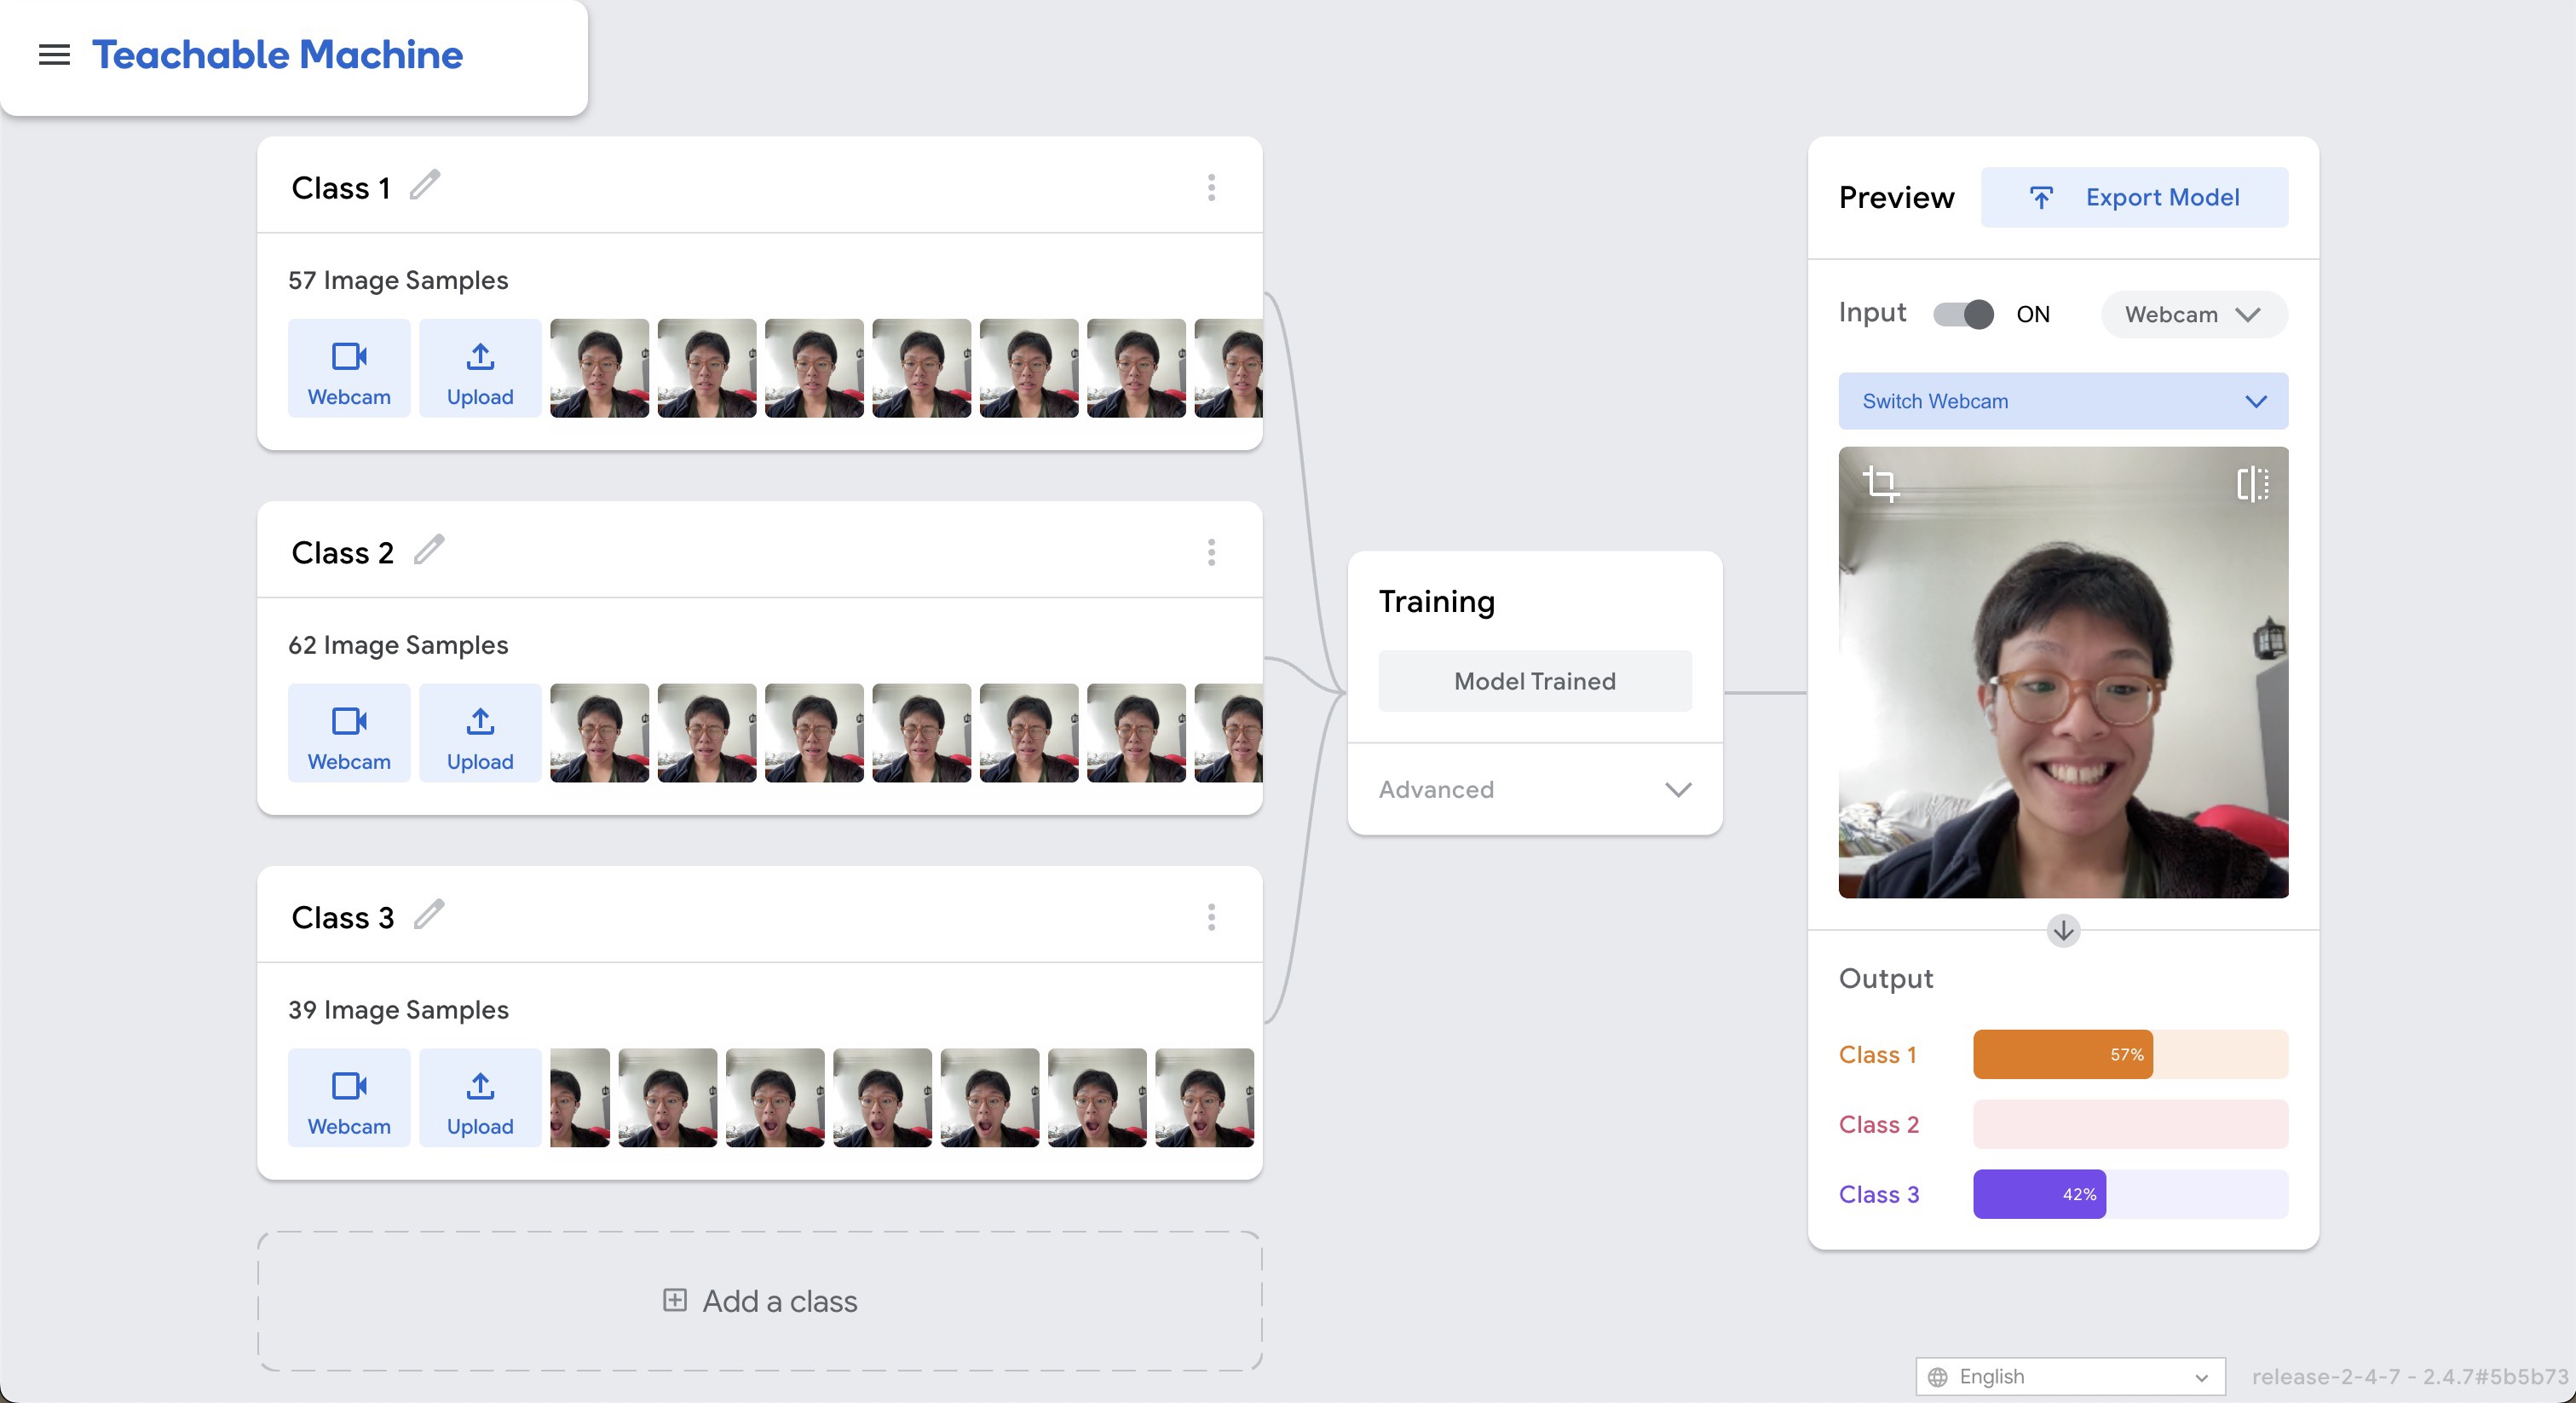 Teachable Machine
Class 1
57 Image Samples
Webcam
Upload
Class 2
62 Image Samples
Webcam
Upload
Class 3
39 Image Samples
Webcam
Upload
Add a class
Training
Model Trained
Advanced
Preview
Export Model
Input
ON
Webcam
Switch Webcam
Output
Class 1
57%
Class 2
Class 3
42%
English
release-2-4-7 - 2.4.7#5b5b73